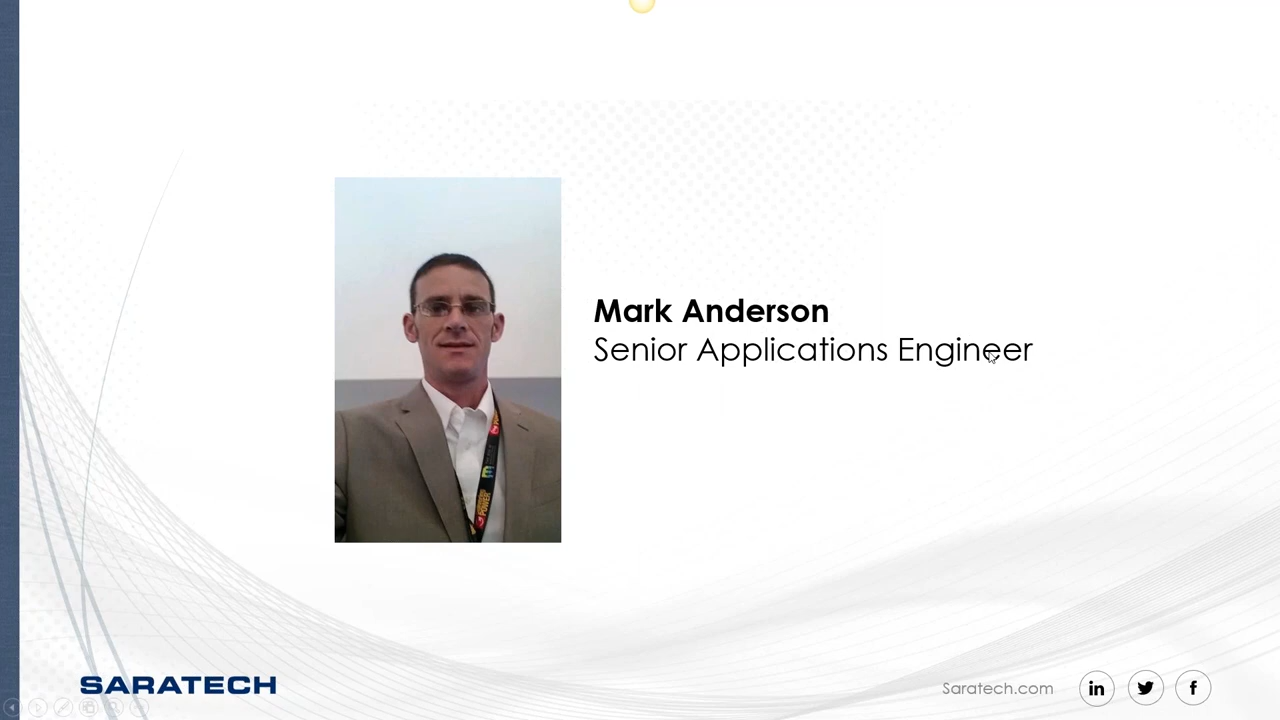 Mark Anderson
Senior Applications Engineer
SARATECH
Saratech.com
in
f